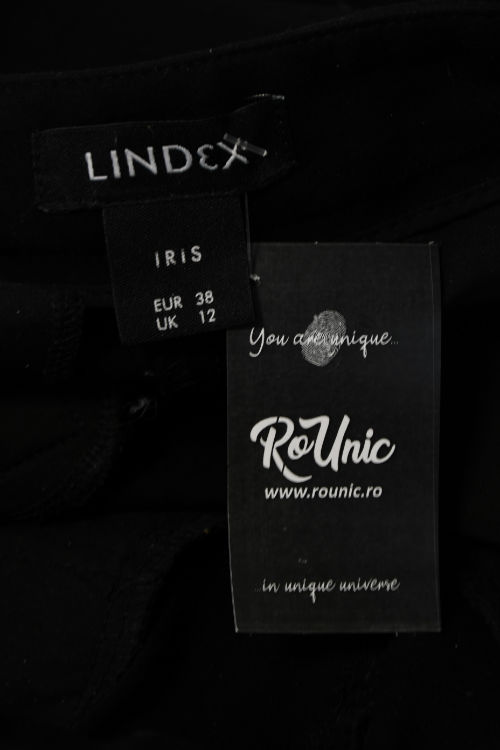 LINDEX
IRIS
EUR 38
UK 12
You are unique...
RoUnic
www.rounic.ro
...in unique universe